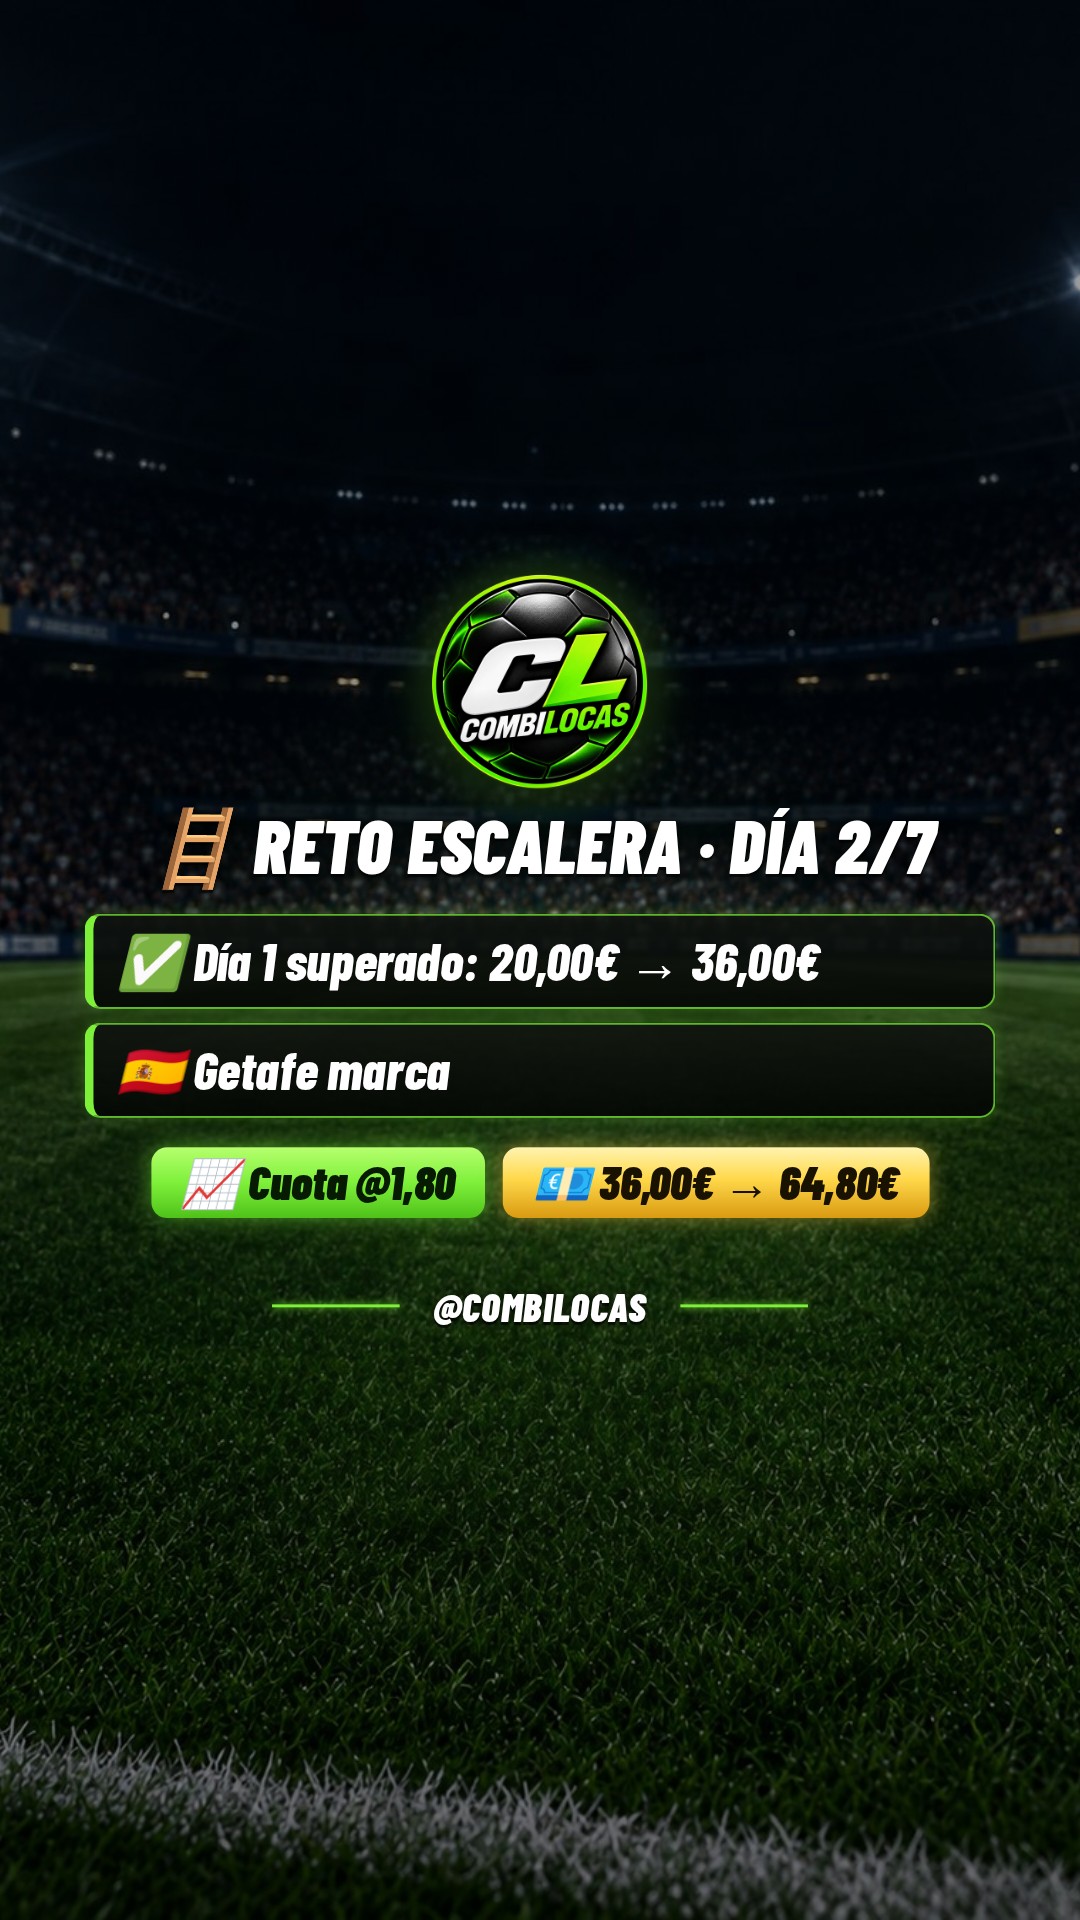 CL
COMBILOCAS
🪜 RETO ESCALERA · DÍA 2/7
✅ Día 1 superado: 20,00€ → 36,00€
🇪🇸 Getafe marca
📈 Cuota @1,80
💶 36,00€ → 64,80€
@COMBILOCAS